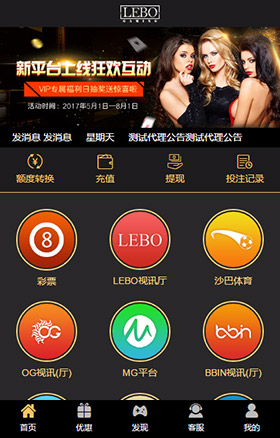 LEBO
GAMING
新平台上线狂欢互动
VIP专属福利日抽奖送惊喜啦
活动时间：2017年5月1日—8月1日
发消息 发消息 星期天 测试代理公告测试代理公告
额度转换 充值 提现 投注记录
8 LEBO
彩票 LEBO视讯厅 沙巴体育
OG M bbin
OG视讯(厅) MG平台 BBIN视讯(厅)
首页 优惠 发现 客服 我的